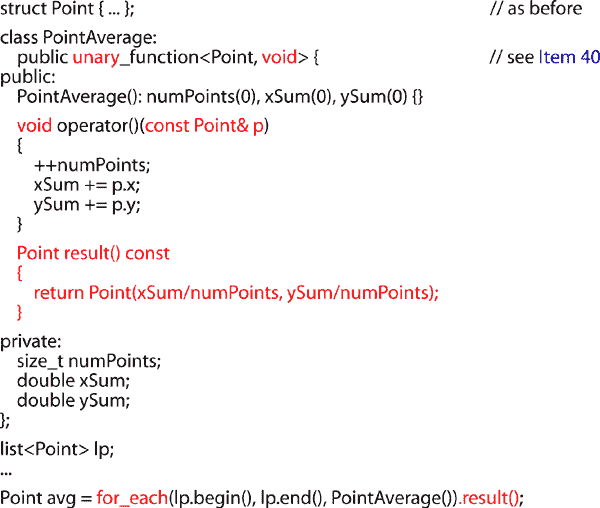 struct Point { ... }; // as before
class PointAverage:
public unary_function<Point, void> { // see Item 40
public:
PointAverage(): numPoints(0), xSum(0), ySum(0) {}
void operator()(const Point& p)
{
++numPoints;
xSum += p.x;
ySum += p.y;
}
Point result() const
{
return Point(xSum/numPoints, ySum/numPoints);
}
private:
size_t numPoints;
double xSum;
double ySum;
};
list<Point> lp;
...
Point avg = for_each(lp.begin(), lp.end(), PointAverage()).result();